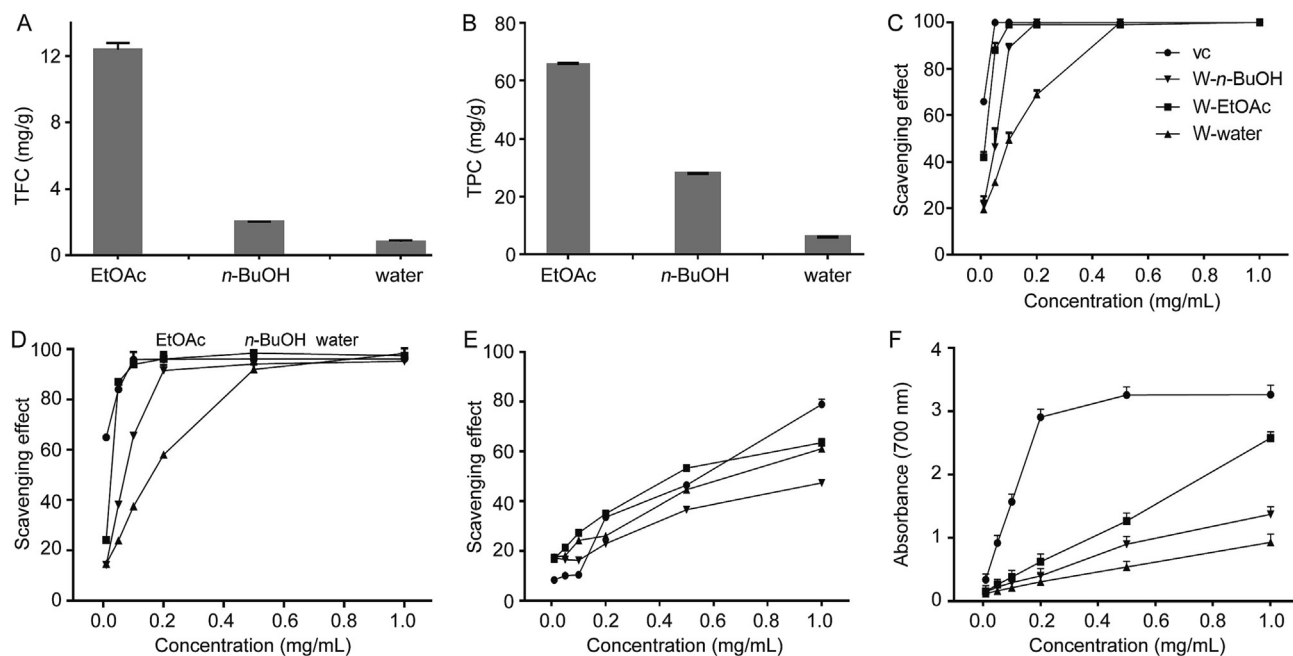 A
TFC (mg/g)
12
8
4
0
EtOAc
n-BuOH
water
B
TPC (mg/g)
80
60
40
20
0
EtOAc
n-BuOH
water
C
Scavenging effect
100
80
60
40
20
0
vc
W-n-BuOH
W-EtOAc
W-water
0.0 0.2 0.4 0.6 0.8 1.0
Concentration (mg/mL)
D
EtOAc n-BuOH water
Scavenging effect
100
80
60
40
20
0
0.0 0.2 0.4 0.6 0.8 1.0
Concentration (mg/mL)
E
Scavenging effect
100
80
60
40
20
0
0.0 0.2 0.4 0.6 0.8 1.0
Concentration (mg/mL)
F
Absorbance (700 nm)
4
3
2
1
0
0.0 0.2 0.4 0.6 0.8 1.0
Concentration (mg/mL)